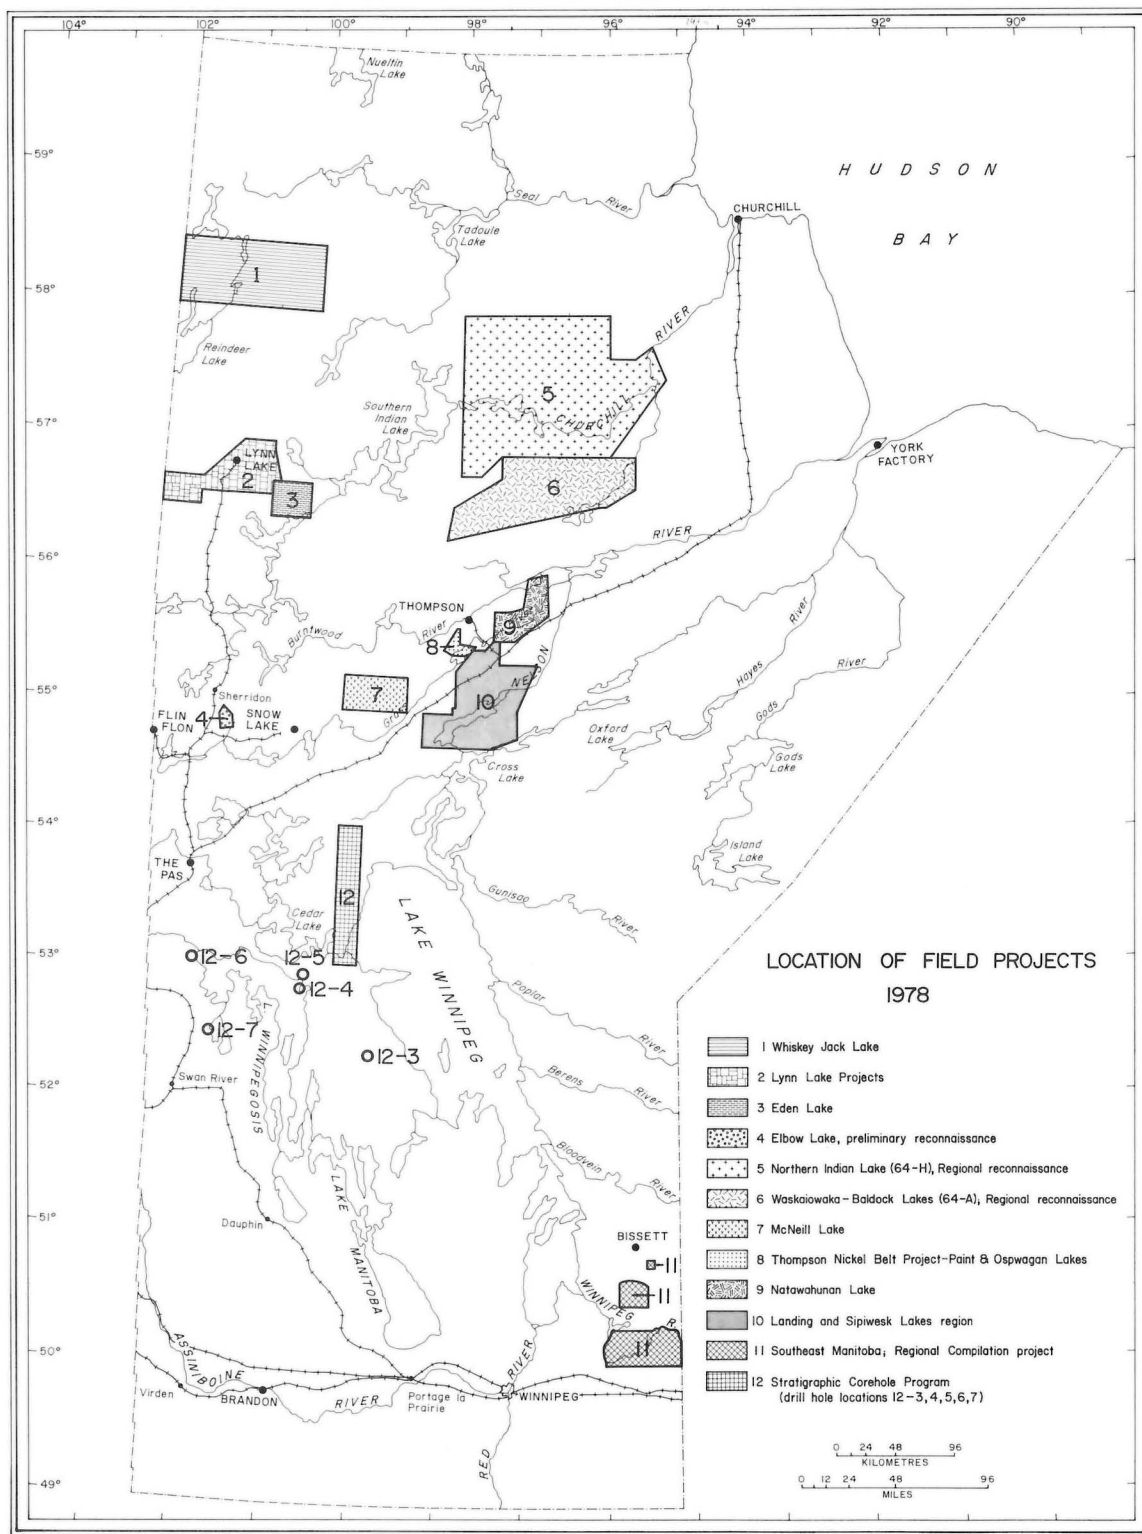 104° 102° 100° 98° 96° 94° 92° 90°
Nueltin
Lake
59°
HUDSON
BAY
Seal River
CHURCHILL
Tadoule
Lake
1
58°
RIVER
Reindeer
Lake
5
Southern
Indian
Lake
CHURCHILL
57°
LYNN
LAKE
2
3
YORK
FACTORY
6
RIVER
56°
THOMPSON
Burntwood River
9
8
River
Hayes
River
Gods
55°
7
NELSON
10
Grass
Sherridon
FLIN
FLON
4
SNOW
LAKE
Oxford
Lake
Cross
Lake
Gods
Lake
54°
THE
PAS
Island
Lake
12
Gunisao
River
Cedar
Lake
LAKE WINNIPEG
53°
12-6
12-5
12-4
LOCATION OF FIELD PROJECTS
1978
12-7
12-3
L. WINNIPEGOSIS
Poplar
River
52°
Swan River
Berens
River
Bloodvein
River
LAKE
MANITOBA
51°
Dauphin
BISSETT
11
11
WINNIPEG R.
11
50°
ASSINIBOINE
RIVER
Virden
BRANDON
RIVER
Portage la
Prairie
WINNIPEG
RED
49°
1 Whiskey Jack Lake
2 Lynn Lake Projects
3 Eden Lake
4 Elbow Lake, preliminary reconnaissance
5 Northern Indian Lake (64-H), Regional reconnaissance
6 Waskaiowaka-Baldock Lakes (64-A); Regional reconnaissance
7 McNeill Lake
8 Thompson Nickel Belt Project-Paint & Ospwagan Lakes
9 Natawahunan Lake
10 Landing and Sipiwesk Lakes region
11 Southeast Manitoba; Regional Compilation project
12 Stratigraphic Corehole Program
(drill hole locations 12-3,4,5,6,7)
0 24 48 96
KILOMETRES
0 12 24 48 96
MILES